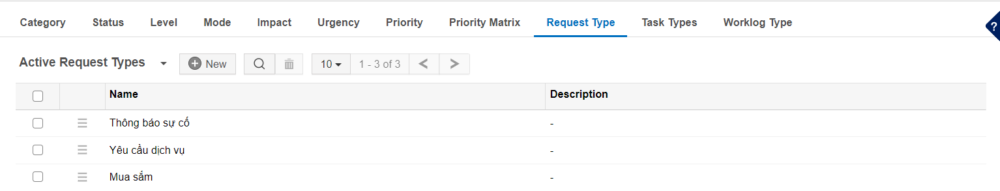 Category Status Level Mode Impact Urgency Priority Priority Matrix Request Type Task Types Worklog Type
?
Active Request Types New 10 1 - 3 of 3
Name Description
Thông báo sự cố -
Yêu cầu dịch vụ -
Mua sắm -